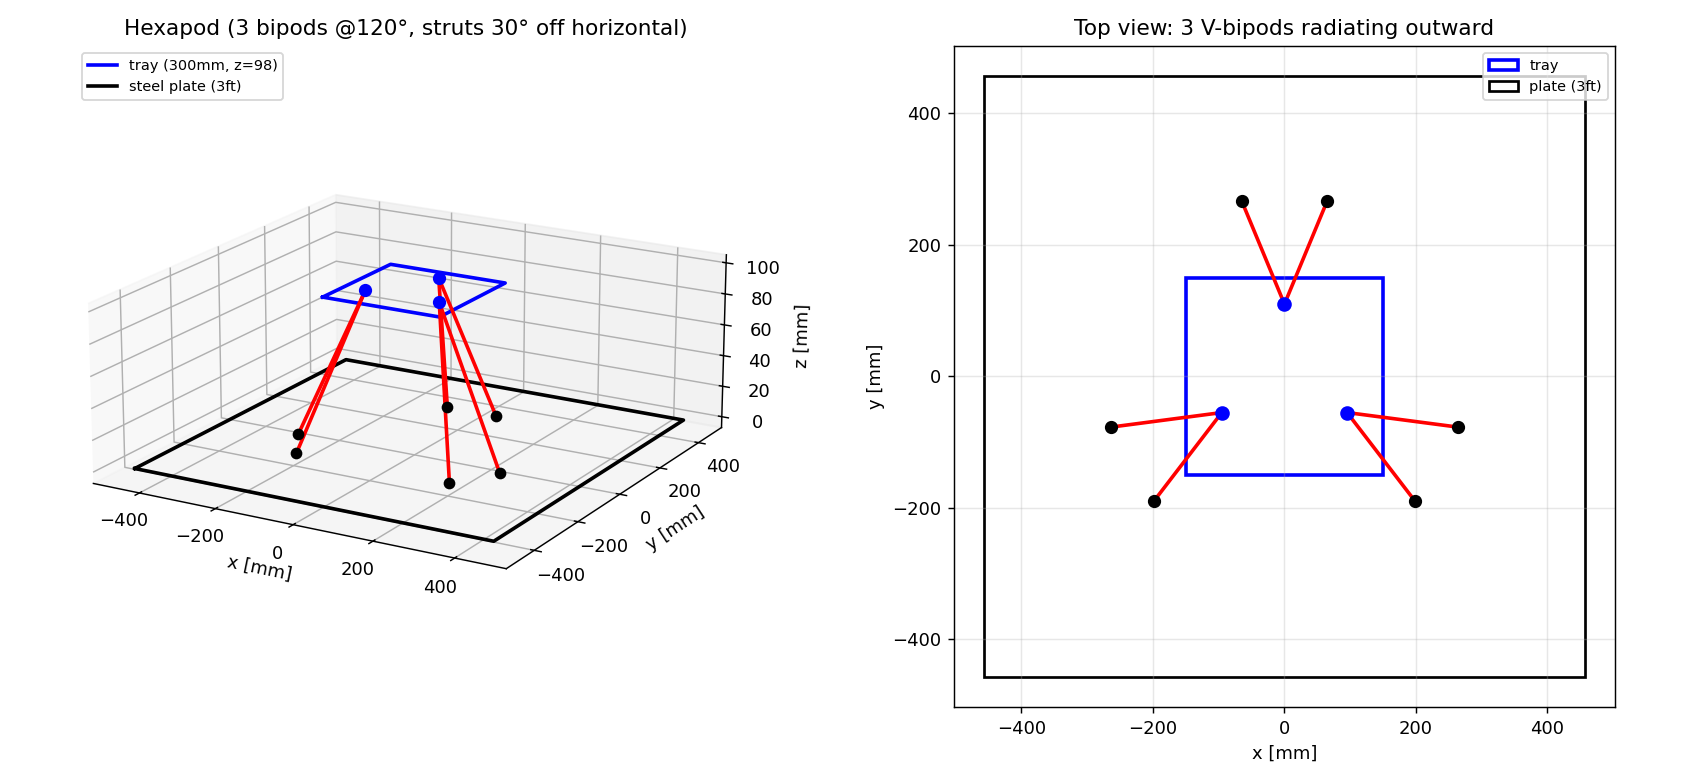 Hexapod (3 bipods @120°, struts 30° off horizontal)
tray (300mm, z=98)
steel plate (3ft)
100
80
60
40
20
0
z [mm]
400
200
0
−200
−400
y [mm]
−400
−200
0
200
400
x [mm]
Top view: 3 V-bipods radiating outward
tray
plate (3ft)
400
200
0
−200
−400
y [mm]
−400
−200
0
200
400
x [mm]